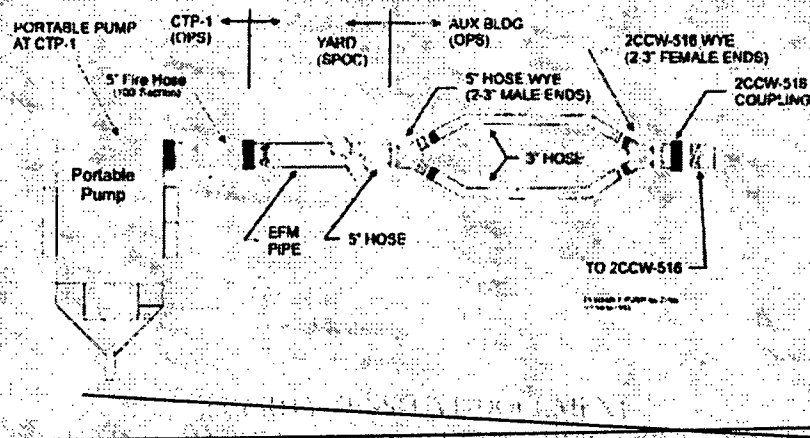 PORTABLE PUMP
AT CTP-1
CTP-1
(OPS)
YARD
(SPOC)
AUX BLDG
(OPS)
2CCW-516 WYE
(2-3" FEMALE ENDS)
5" Fire Hose
5" HOSE WYE
(2-3" MALE ENDS)
2CCW-516
COUPLING
Portable
Pump
3" HOSE
EFM
PIPE
5" HOSE
TO 2CCW-516